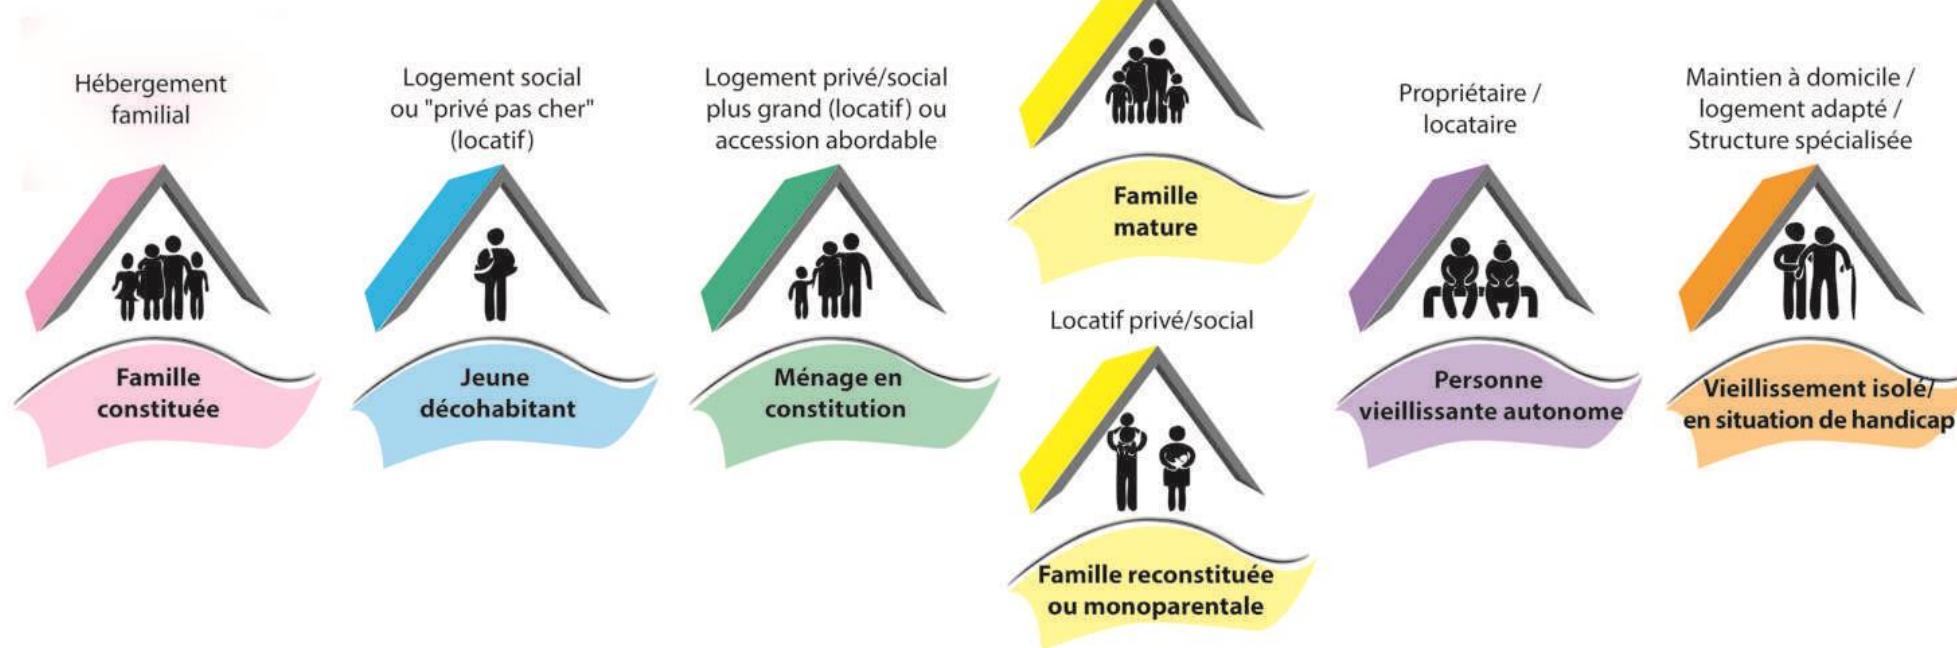 Hébergement
familial
Famille
constituée
Logement social
ou "privé pas cher"
(locatif)
Jeune
décohabitant
Logement privé/social
plus grand (locatif) ou
accession abordable
Ménage en
constitution
Famille
mature
Locatif privé/social
Famille reconstituée
ou monoparentale
Propriétaire /
locataire
Personne
vieillissante autonome
Maintien à domicile /
logement adapté /
Structure spécialisée
Vieillissement isolé/
en situation de handicap